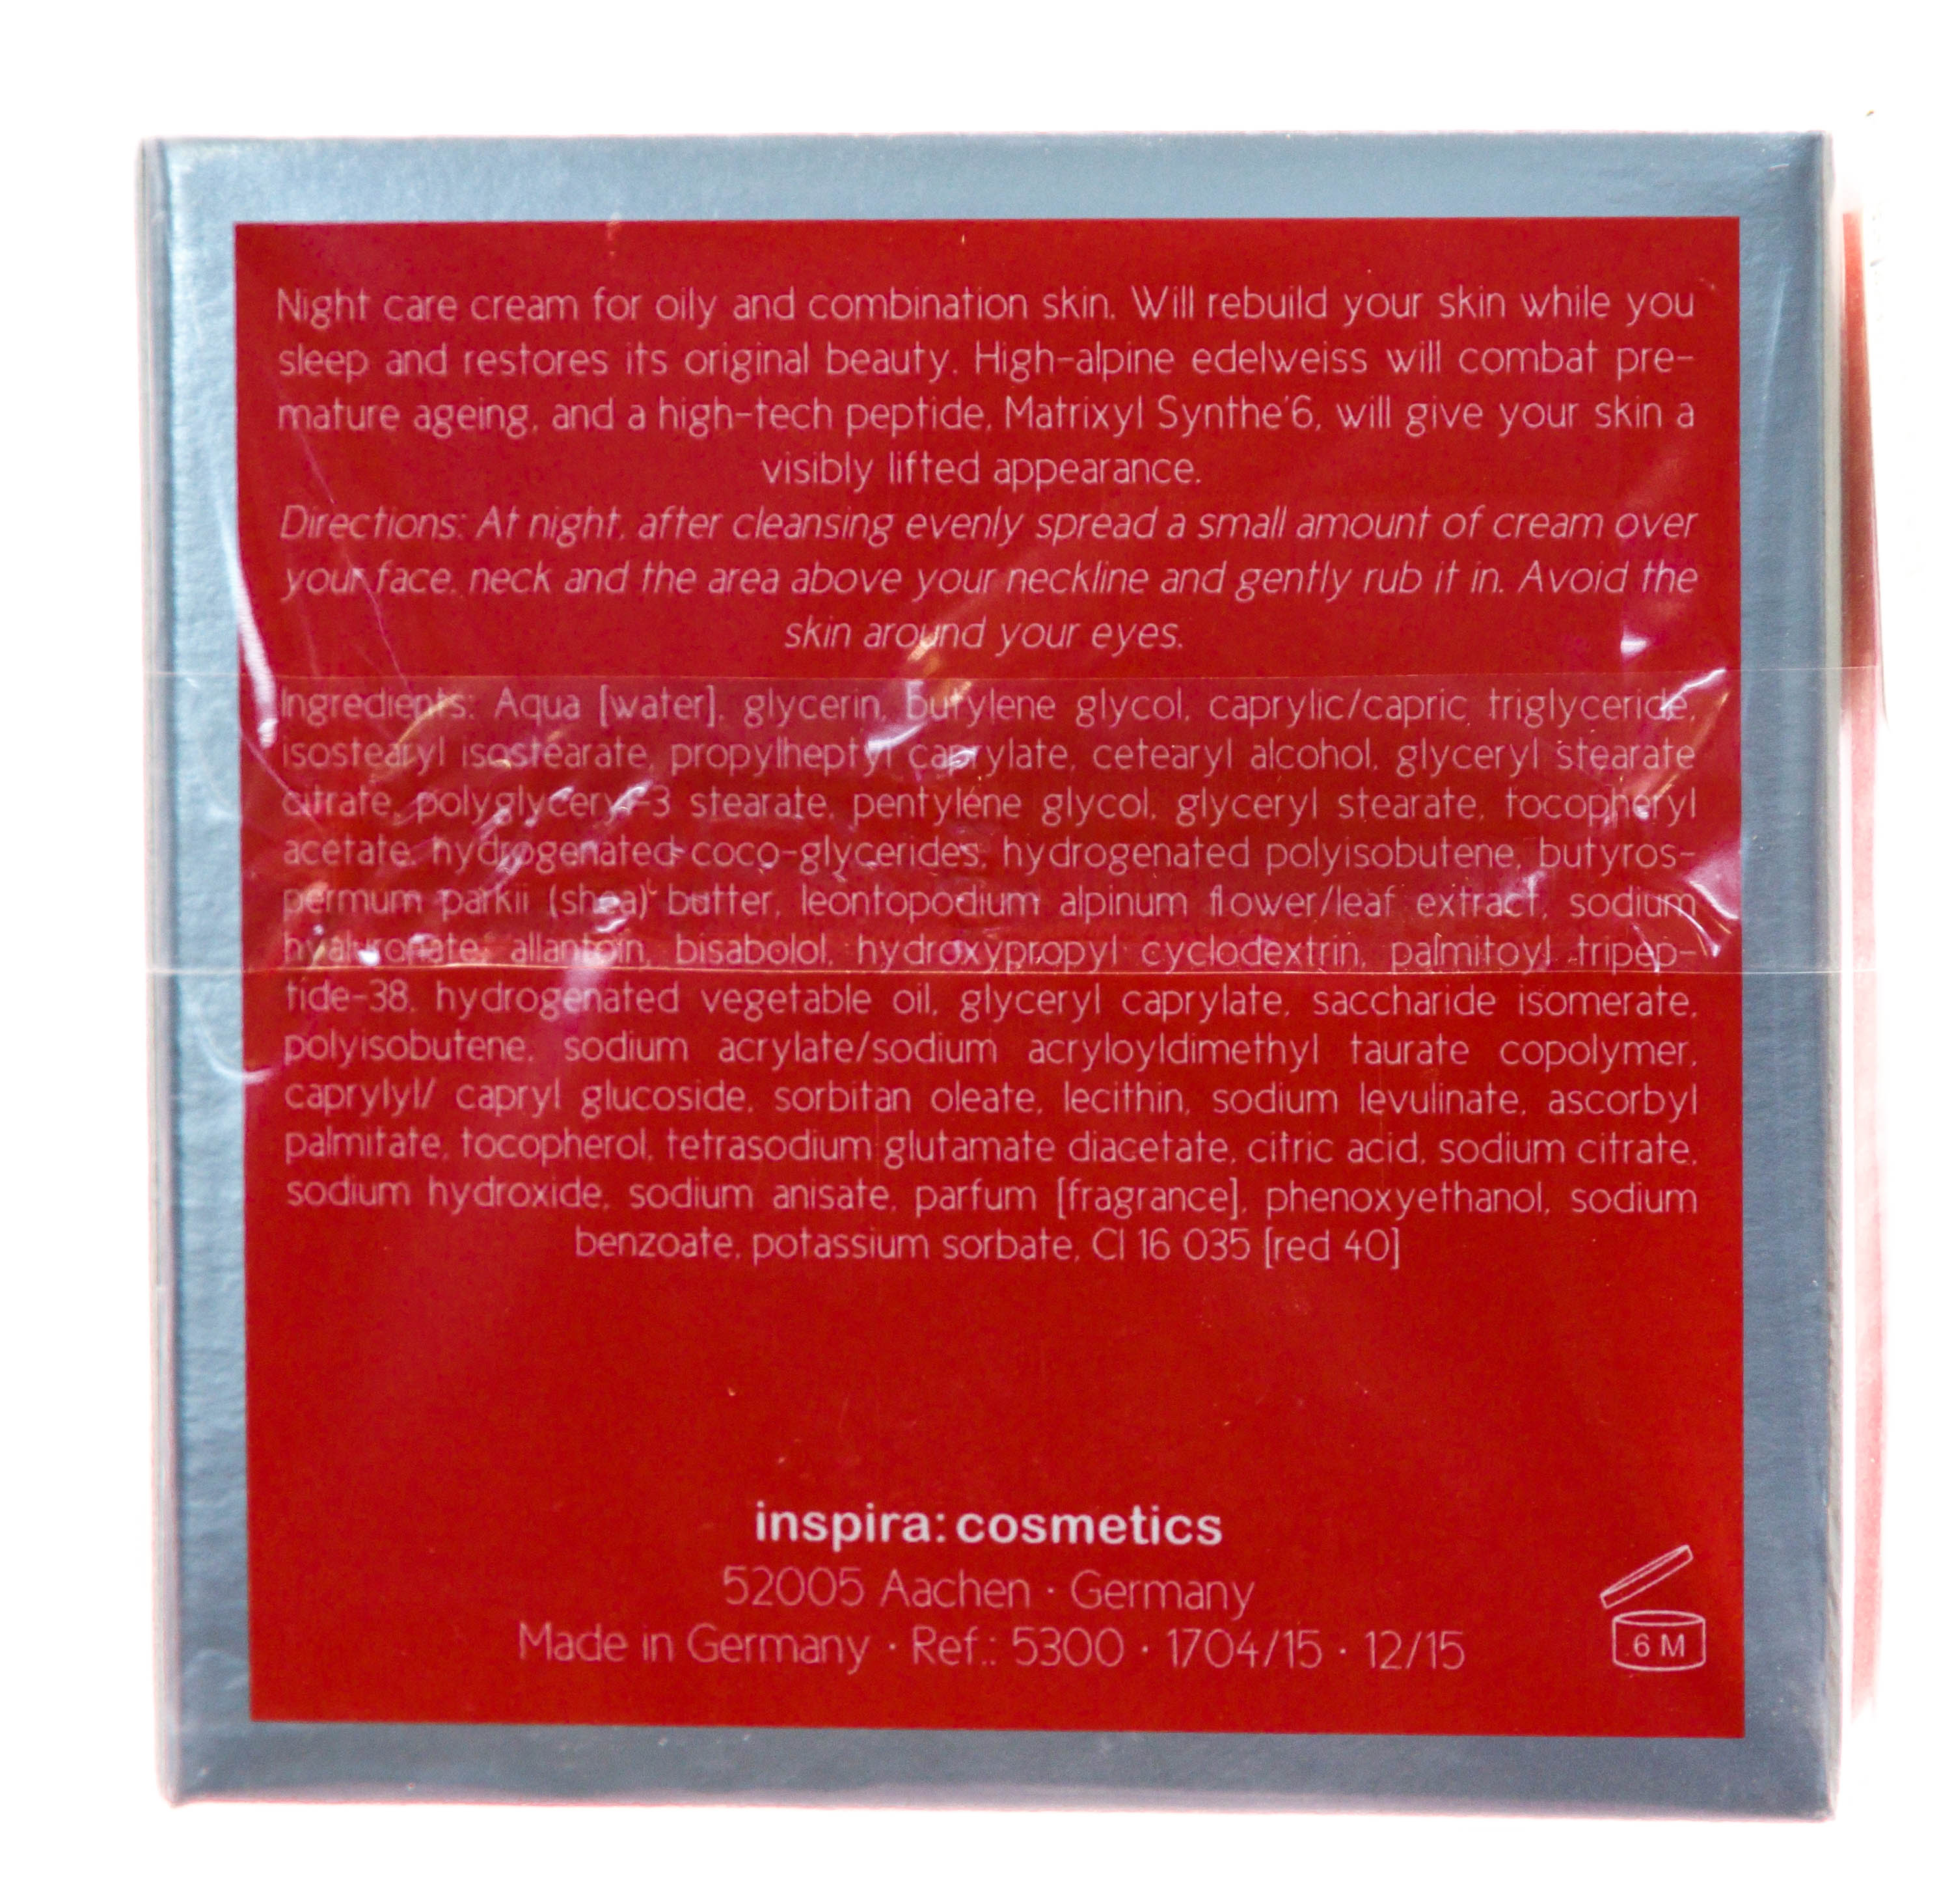 Night care cream for oily and combination skin. Will rebuild your skin while you
sleep and restores its original beauty. High-alpine edelweiss will combat pre-
mature ageing, and a high-tech peptide, Matrixyl Synthe'6, will give your skin a
visibly lifted appearance.
Directions: At night, after cleansing evenly spread a small amount of cream over
your face, neck and the area above your neckline and gently rub it in. Avoid the
skin around your eyes.
Ingredients: Aqua [water], glycerin, butylene glycol, caprylic/capric triglyceride,
isostearyl isostearate, propylheptyl caprylate, cetearyl alcohol, glyceryl stearate
citrate, polyglyceryl-3 stearate, pentylene glycol, glyceryl stearate, tocopheryl
acetate, hydrogenated coco-glycerides, hydrogenated polyisobutene, butyros-
permum parkii (shea) butter, leontopodium alpinum flower/leaf extract, sodium
hyaluronate, allantoin, bisabolol, hydroxypropyl cyclodextrin, palmitoyl tripep-
tide-38, hydrogenated vegetable oil, glyceryl caprylate, saccharide isomerate,
polyisobutene, sodium acrylate/sodium acryloyldimethyl taurate copolymer,
caprylyl/ capryl glucoside, sorbitan oleate, lecithin, sodium levulinate, ascorbyl
palmitate, tocopherol, tetrasodium glutamate diacetate, citric acid, sodium citrate,
sodium hydroxide, sodium anisate, parfum [fragrance], phenoxyethanol, sodium
benzoate, potassium sorbate, CI 16 035 [red 40]
inspira: cosmetics
52005 Aachen · Germany
Made in Germany · Ref.: 5300 · 1704/15 · 12/15
6 M